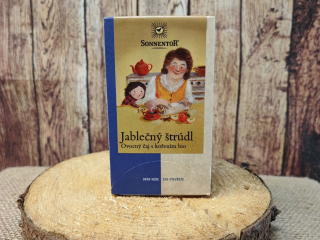 SONNENTOR
Jablečný štrúdl
Ovocný čaj s kořením bio